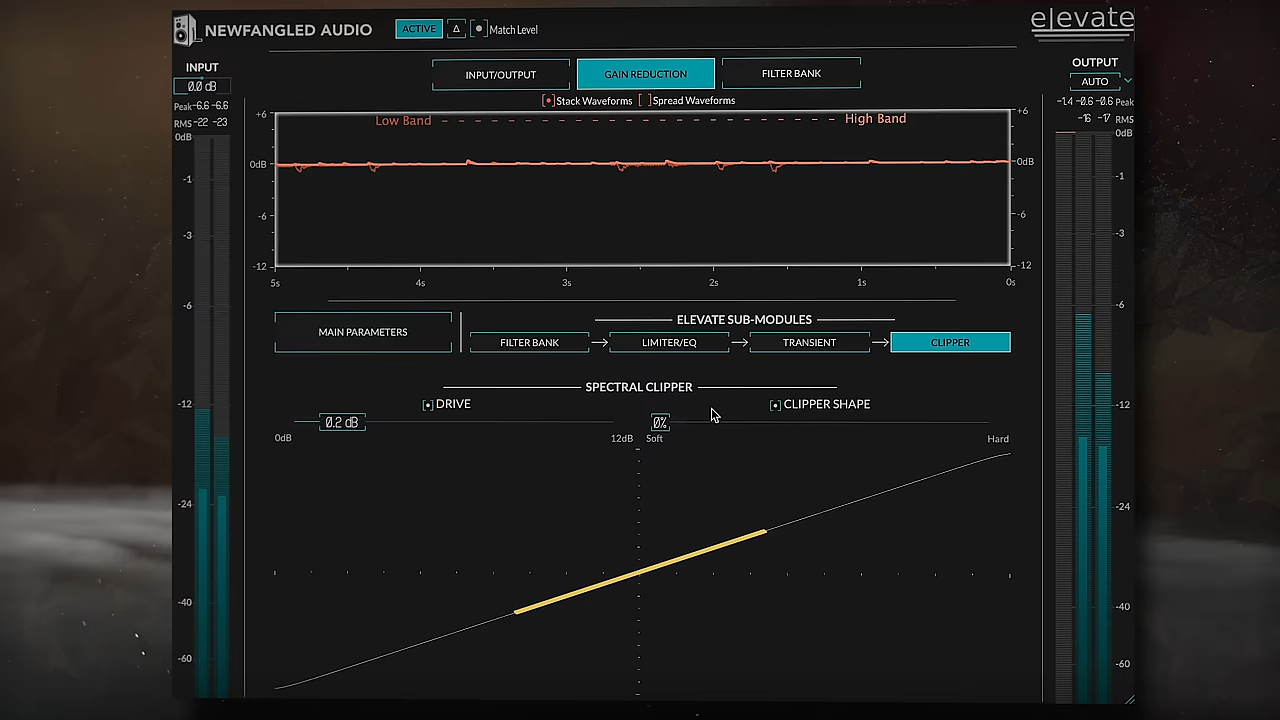 NEWFANGLED AUDIO ACTIVE Δ Match Level elevate
INPUT
0.0 dB
Peak -6.6 -6.6
RMS -22 -23
0dB
-1
-3
-6
-12
-24
-40
-60
INPUT/OUTPUT GAIN REDUCTION FILTER BANK
Stack Waveforms Spread Waveforms
+6 Low Band High Band +6
0dB 0dB
-6 -6
-12 -12
5s 4s 3s 2s 1s 0s
MAIN PARAMETERS
ELEVATE SUB-MODULES
FILTER BANK LIMITER/EQ TRANSIENT CLIPPER
SPECTRAL CLIPPER
DRIVE CLIPPER SHAPE
0.2 dB 0%
0dB 12dB Soft Hard
OUTPUT
AUTO
-1.4 -0.6 -0.6 Peak
-16 -17 RMS
0dB
-1
-3
-6
-12
-24
-40
-60